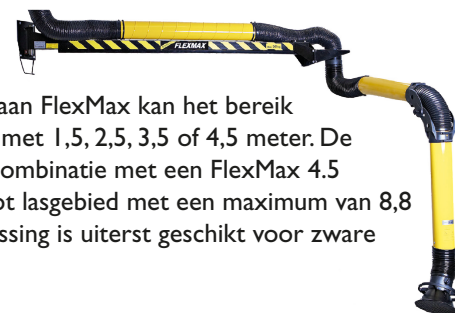 FLEXMAX
aan FlexMax kan het bereik
met 1,5, 2,5, 3,5 of 4,5 meter. De
ombinatie met een FlexMax 4.5
ot lasgebied met een maximum van 8,8
ssing is uiterst geschikt voor zware